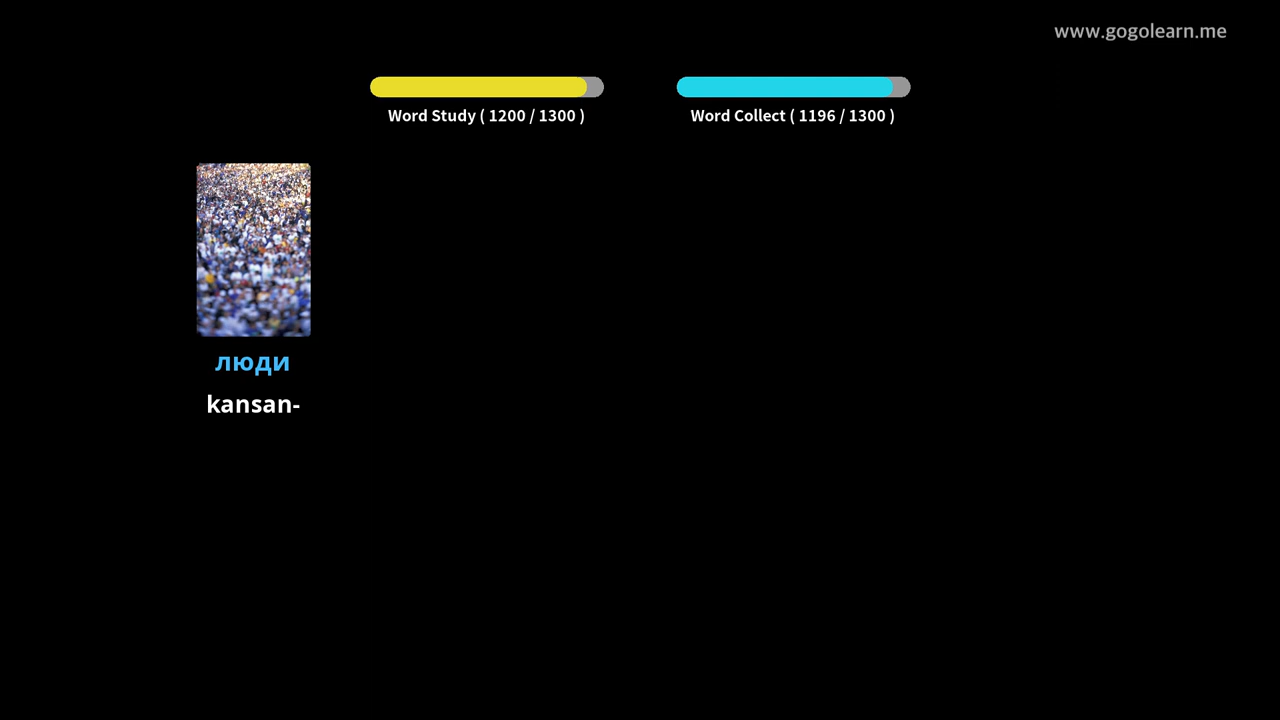 www.gogolearn.me
Word Study ( 1200 / 1300 )
Word Collect ( 1196 / 1300 )
люди
kansan-